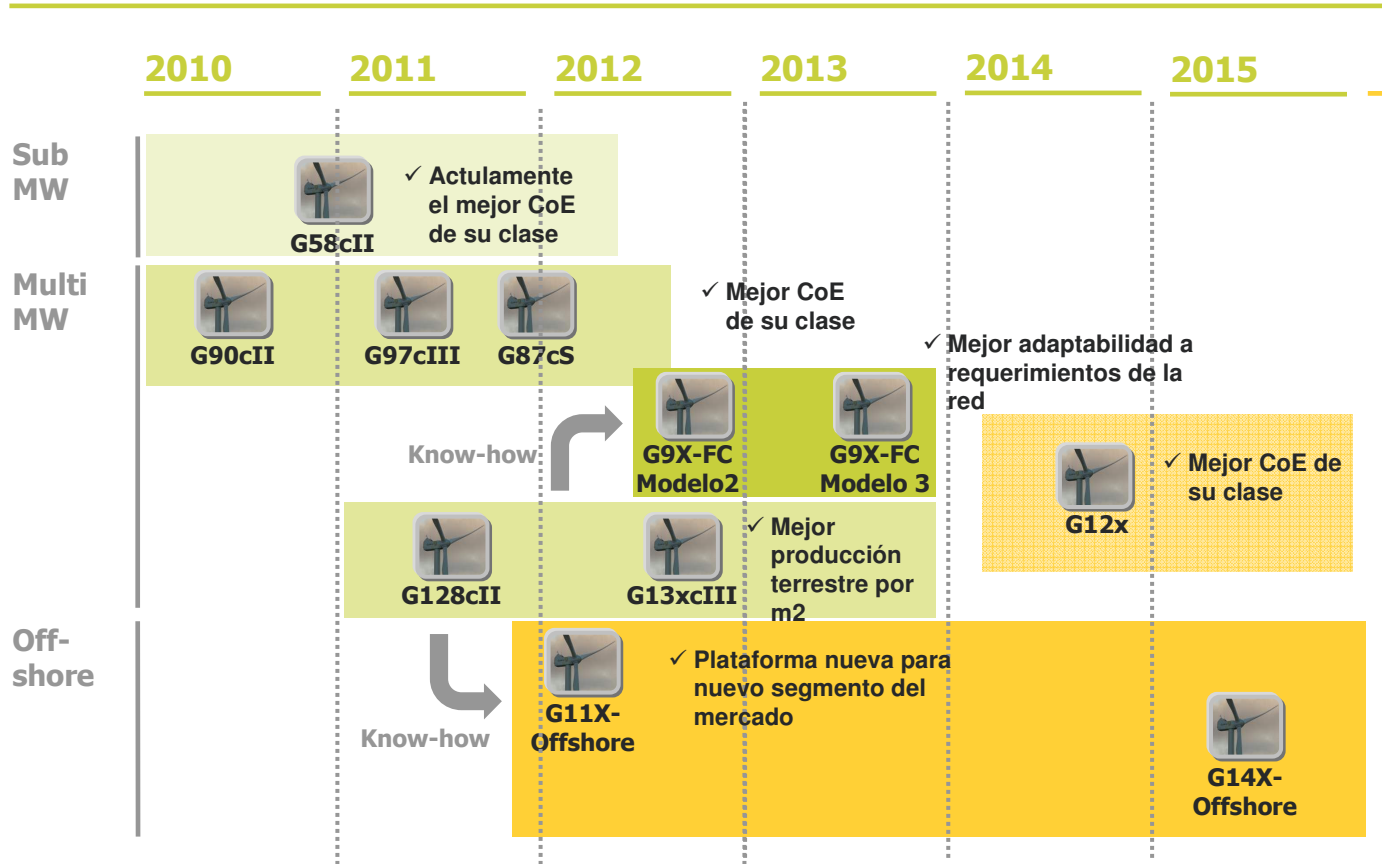 2010 2011 2012 2013 2014 2015
Sub
MW
✓ Actulamente
el mejor CoE
de su clase
G58cII
Multi
MW
G90cII G97cIII G87cS
✓ Mejor CoE
de su clase
✓ Mejor adaptabilidad a
requerimientos de la
red
Know-how
G9X-FC
Modelo2
G9X-FC
Modelo 3
✓ Mejor CoE de
su clase
G12x
G128cII G13xcIII
✓ Mejor
producción
terrestre por
m2
Off-
shore
Know-how
G11X-
Offshore
✓ Plataforma nueva para
nuevo segmento del
mercado
G14X-
Offshore